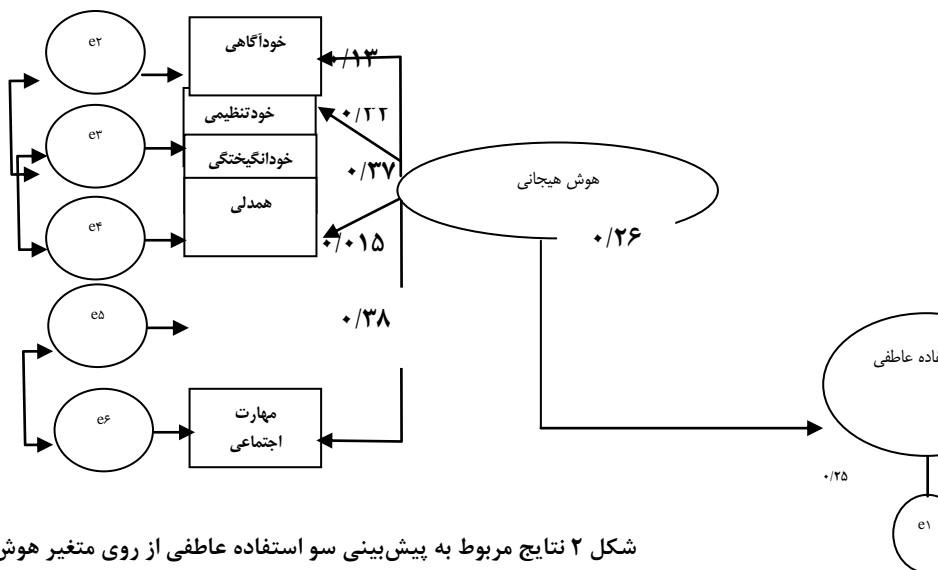 e۲
خودآگاهی
۰/۱۳
خودتنظیمی
۰/۲۲
e۳
خودانگیختگی
۰/۳۷
همدلی
هوش هیجانی
e۴
۰/۰۱۵
۰/۲۶
e۵
۰/۳۸
عاطفی
e۶
مهارت
اجتماعی
۰/۲۵
e۱
شکل ۲ نتایج مربوط به پیش‌بینی سو استفاده عاطفی از روی متغیر هوش